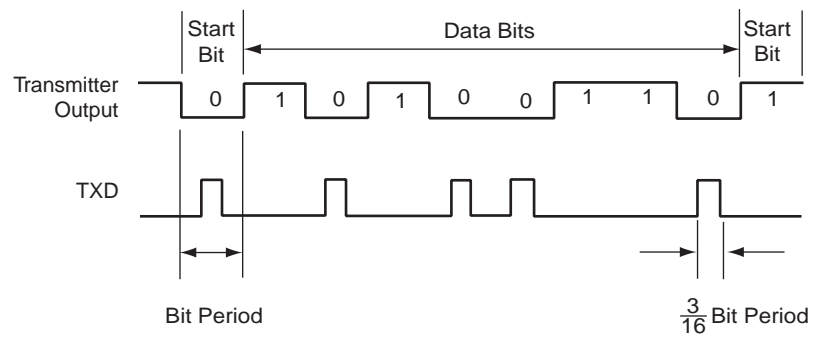 Start
Bit
Data Bits
Start
Bit
Transmitter
Output
0 1 0 1 0 0 1 1 0 1
TXD
Bit Period
3/16 Bit Period